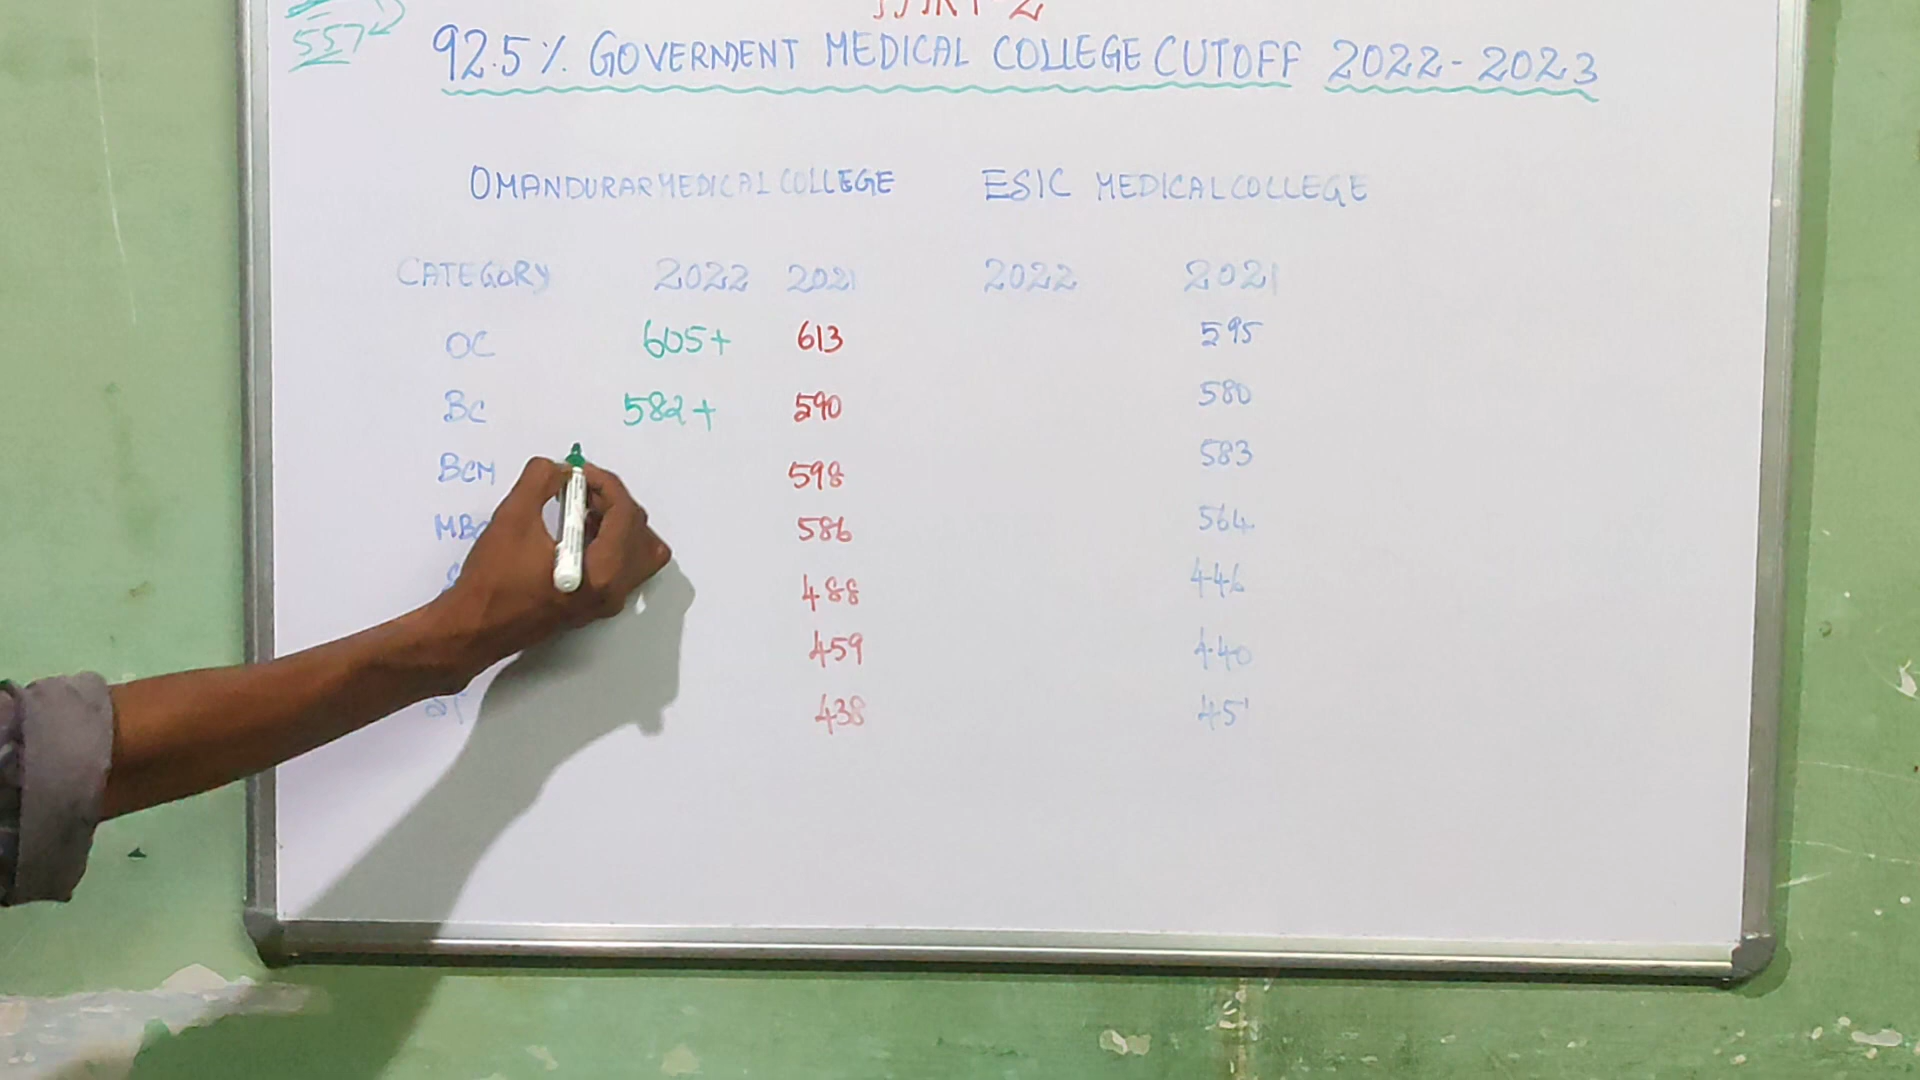 557
92.5% GOVERNMENT MEDICAL COLLEGE CUTOFF 2022-2023
OMANDURAR MEDICAL COLLEGE ESIC MEDICAL COLLEGE
CATEGORY 2022 2021 2022 2021
OC 605+ 613 595
BC 582+ 590 580
BCM 598 583
586 564
488 446
459 440
438 451